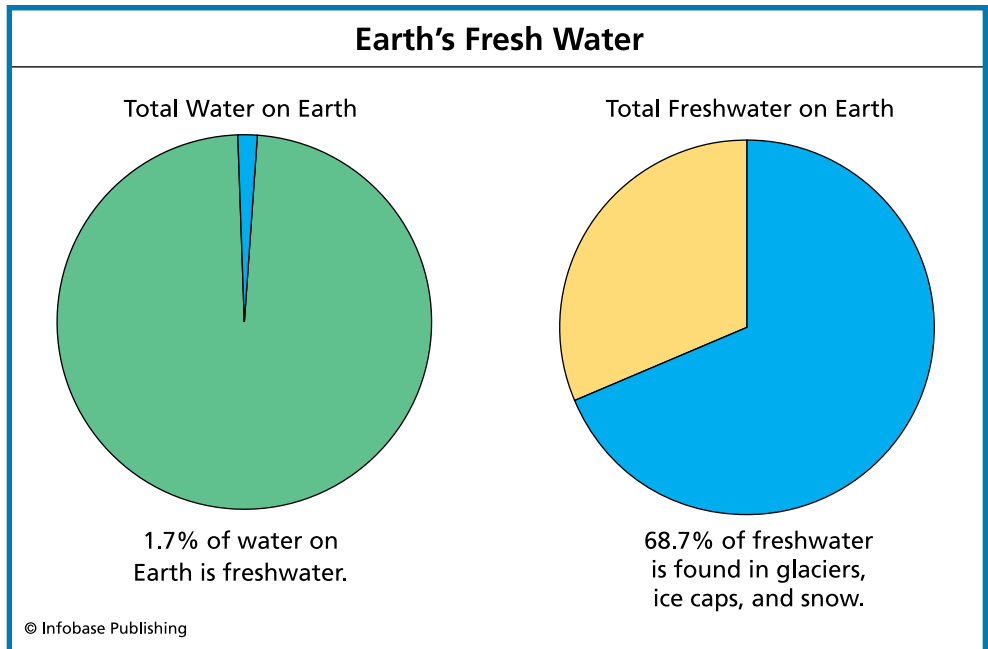 Earth's Fresh Water
Total Water on Earth
1.7% of water on
Earth is freshwater.
Total Freshwater on Earth
68.7% of freshwater
is found in glaciers,
ice caps, and snow.
© Infobase Publishing